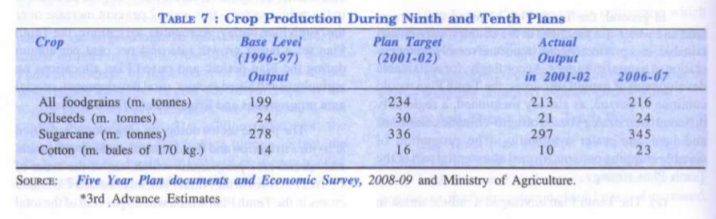 TABLE 7 : Crop Production During Ninth and Tenth Plans
Crop Base Level Plan Target Actual
(1996-97) (2001-02) Output
Output in 2001-02 2006-07
All foodgrains (m. tonnes) 199 234 213 216
Oilseeds (m. tonnes) 24 30 21 24
Sugarcane (m. tonnes) 278 336 297 345
Cotton (m. bales of 170 kg.) 14 16 10 23
SOURCE: Five Year Plan documents and Economic Survey, 2008-09 and Ministry of Agriculture.
*3rd Advance Estimates